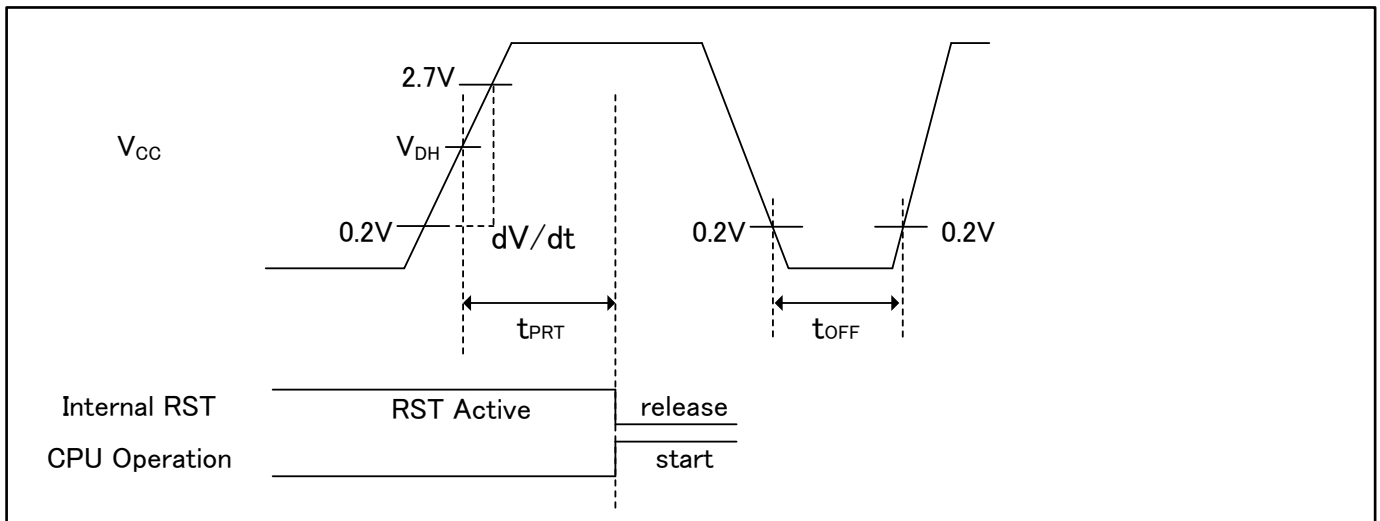 2.7V
VCC
VDH
0.2V
dV/dt
0.2V
0.2V
tPRT
tOFF
Internal RST
RST Active
release
CPU Operation
start